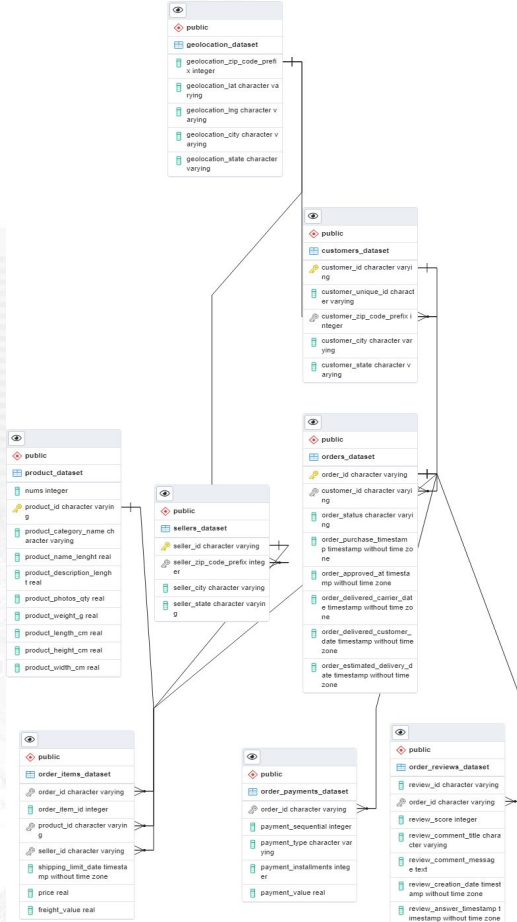 public
geolocation_dataset
geolocation_zip_code_prefi
x integer
geolocation_lat character va
rying
geolocation_lng character v
arying
geolocation_city character v
arying
geolocation_state character
varying
public
customers_dataset
customer_id character varyi
ng
customer_unique_id charact
er varying
customer_zip_code_prefix i
nteger
customer_city character var
ying
customer_state character v
arying
public
orders_dataset
order_id character varying
customer_id character varyi
ng
order_status character varyi
ng
order_purchase_timestam
p timestamp without time zo
ne
order_approved_at timesta
mp without time zone
order_delivered_carrier_dat
e timestamp without time zo
ne
order_delivered_customer_
date timestamp without time
zone
order_estimated_delivery_d
ate timestamp without time
zone
public
product_dataset
nums integer
product_id character varyin
g
product_category_name ch
aracter varying
product_name_lenght real
product_description_lengh
t real
product_photos_qty real
product_weight_g real
product_length_cm real
product_height_cm real
product_width_cm real
public
sellers_dataset
seller_id character varying
seller_zip_code_prefix integ
er
seller_city character varying
seller_state character varyin
g
public
order_items_dataset
order_id character varying
order_item_id integer
product_id character varyin
g
seller_id character varying
shipping_limit_date timesta
mp without time zone
price real
freight_value real
public
order_payments_dataset
order_id character varying
payment_sequential integer
payment_type character var
ying
payment_installments integ
er
payment_value real
public
order_reviews_dataset
review_id character varying
order_id character varying
review_score integer
review_comment_title chara
cter varying
review_comment_messag
e text
review_creation_date timest
amp without time zone
review_answer_timestamp t
imestamp without time zone